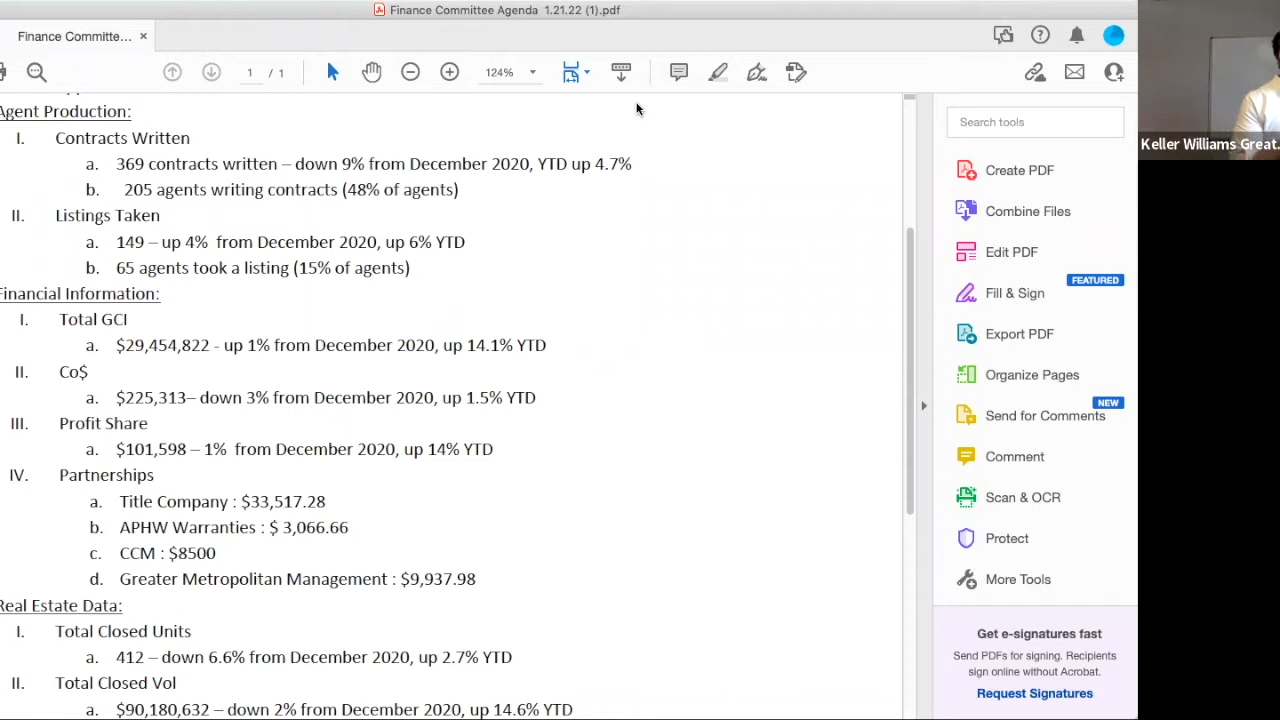 Finance Committee Agenda 1.21.22 (1).pdf
Finance Committe... ×
1 / 1
124%
Agent Production:
I. Contracts Written
a. 369 contracts written – down 9% from December 2020, YTD up 4.7%
b. 205 agents writing contracts (48% of agents)
II. Listings Taken
a. 149 – up 4% from December 2020, up 6% YTD
b. 65 agents took a listing (15% of agents)
Financial Information:
I. Total GCI
a. $29,454,822 - up 1% from December 2020, up 14.1% YTD
II. Co$
a. $225,313– down 3% from December 2020, up 1.5% YTD
III. Profit Share
a. $101,598 – 1% from December 2020, up 14% YTD
IV. Partnerships
a. Title Company : $33,517.28
b. APHW Warranties : $ 3,066.66
c. CCM : $8500
d. Greater Metropolitan Management : $9,937.98
Real Estate Data:
I. Total Closed Units
a. 412 – down 6.6% from December 2020, up 2.7% YTD
II. Total Closed Vol
a. $90,180,632 – down 2% from December 2020, up 14.6% YTD
Search tools
Create PDF
Combine Files
Edit PDF
FEATURED
Fill & Sign
Export PDF
Organize Pages
NEW
Send for Comments
Comment
Scan & OCR
Protect
More Tools
Get e-signatures fast
Send PDFs for signing. Recipients
sign online without Acrobat.
Request Signatures
Keller Williams Great...